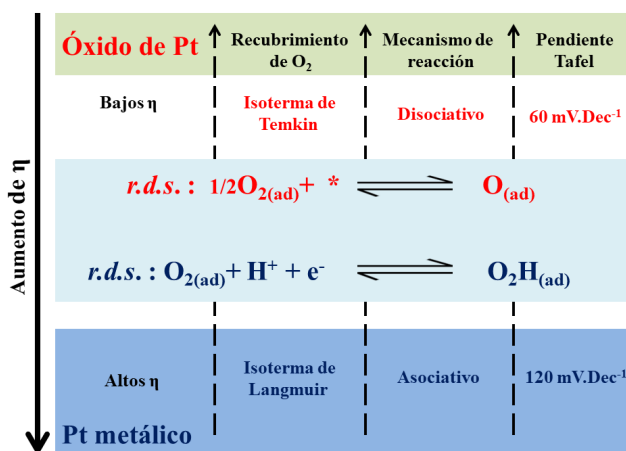 Óxido de Pt
Recubrimiento
de O2
Mecanismo de
reacción
Pendiente
Tafel
Aumento de η
Bajos η
Isoterma de
Temkin
Disociativo
60 mV.Dec-1
r.d.s. : 1/2O2(ad)+ * ⇌ O(ad)
r.d.s. : O2(ad)+ H+ + e- ⇌ O2H(ad)
Altos η
Isoterma de
Langmuir
Asociativo
120 mV.Dec-1
Pt metálico